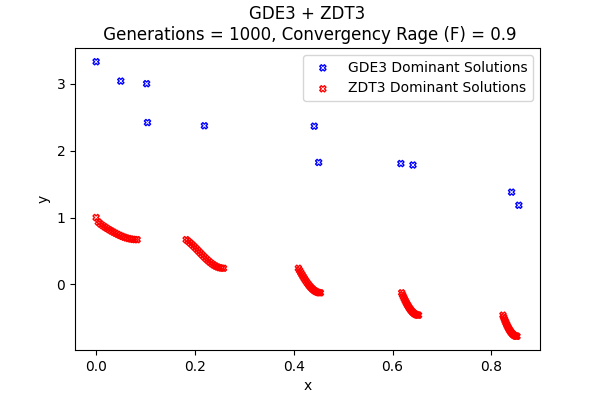 GDE3 + ZDT3
Generations = 1000, Convergency Rage (F) = 0.9
GDE3 Dominant Solutions
ZDT3 Dominant Solutions
3
2
1
0
y
0.0 0.2 0.4 0.6 0.8
x